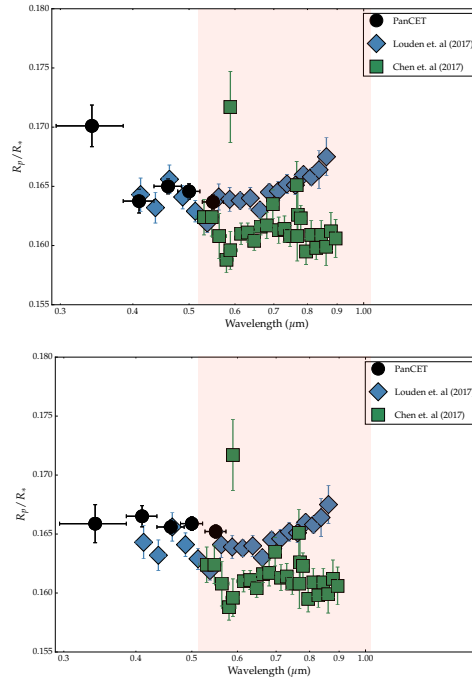 0.180
0.175
0.170
0.165
0.160
0.155
R_p/R_*
PanCET
Louden et. al (2017)
Chen et. al (2017)
0.3 0.4 0.5 0.6 0.7 0.8 0.9 1.00
Wavelength (μm)
0.180
0.175
0.170
0.165
0.160
0.155
R_p/R_*
PanCET
Louden et. al (2017)
Chen et. al (2017)
0.3 0.4 0.5 0.6 0.7 0.8 0.9 1.00
Wavelength (μm)